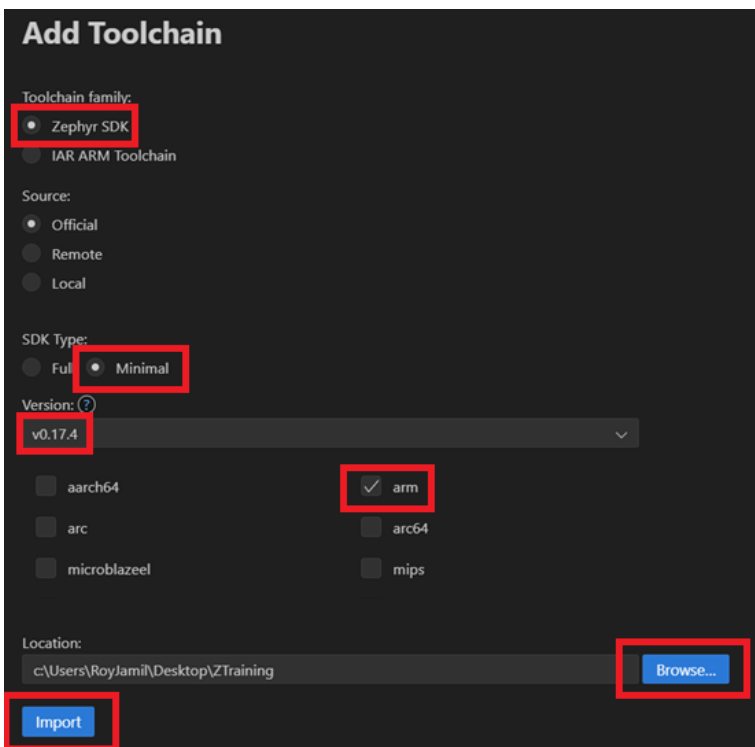 Add Toolchain
Toolchain family:
Zephyr SDK
IAR ARM Toolchain
Source:
Official
Remote
Local
SDK Type:
Full Minimal
Version: ?
v0.17.4
aarch64 arm
arc arc64
microblazeel mips
Location:
c:\Users\RoyJamil\Desktop\ZTraining Browse...
Import